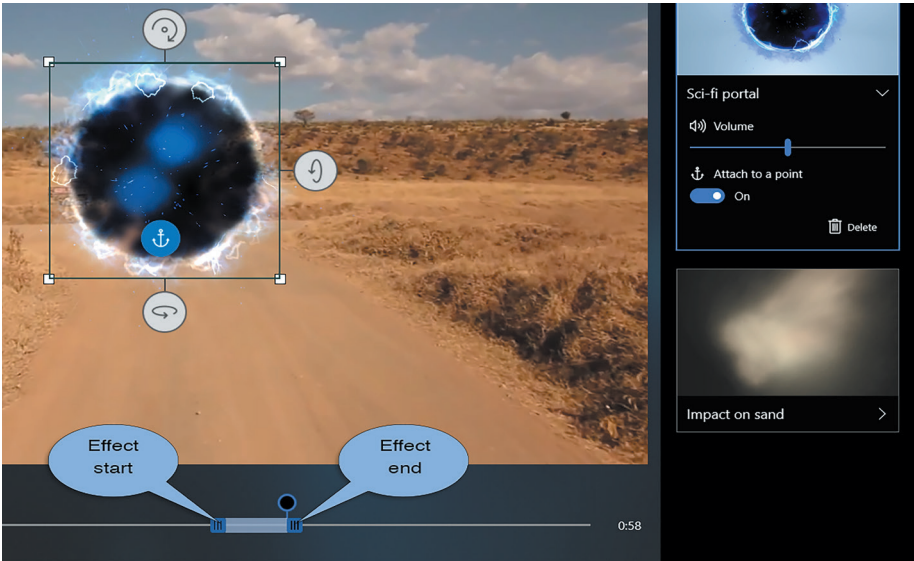 Sci-fi portal
Volume
Attach to a point
On
Delete
Impact on sand
Effect
start
Effect
end
0:58